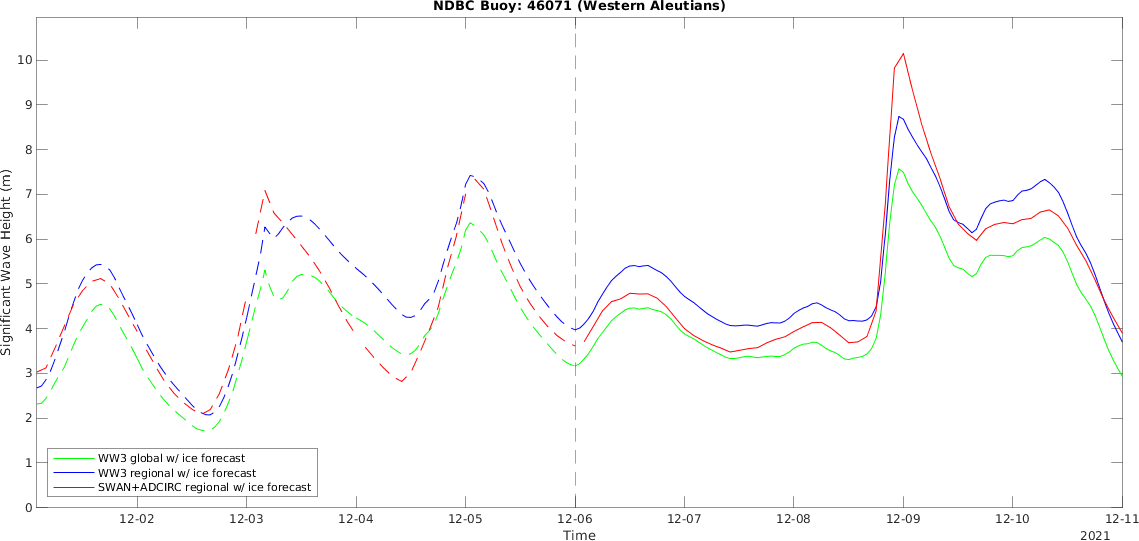 NDBC Buoy: 46071 (Western Aleutians)
Significant Wave Height (m)
10
9
8
7
6
5
4
3
2
1
0
WW3 global w/ ice forecast
WW3 regional w/ ice forecast
SWAN+ADCIRC regional w/ ice forecast
12-02 12-03 12-04 12-05 12-06 12-07 12-08 12-09 12-10 12-11
Time
2021